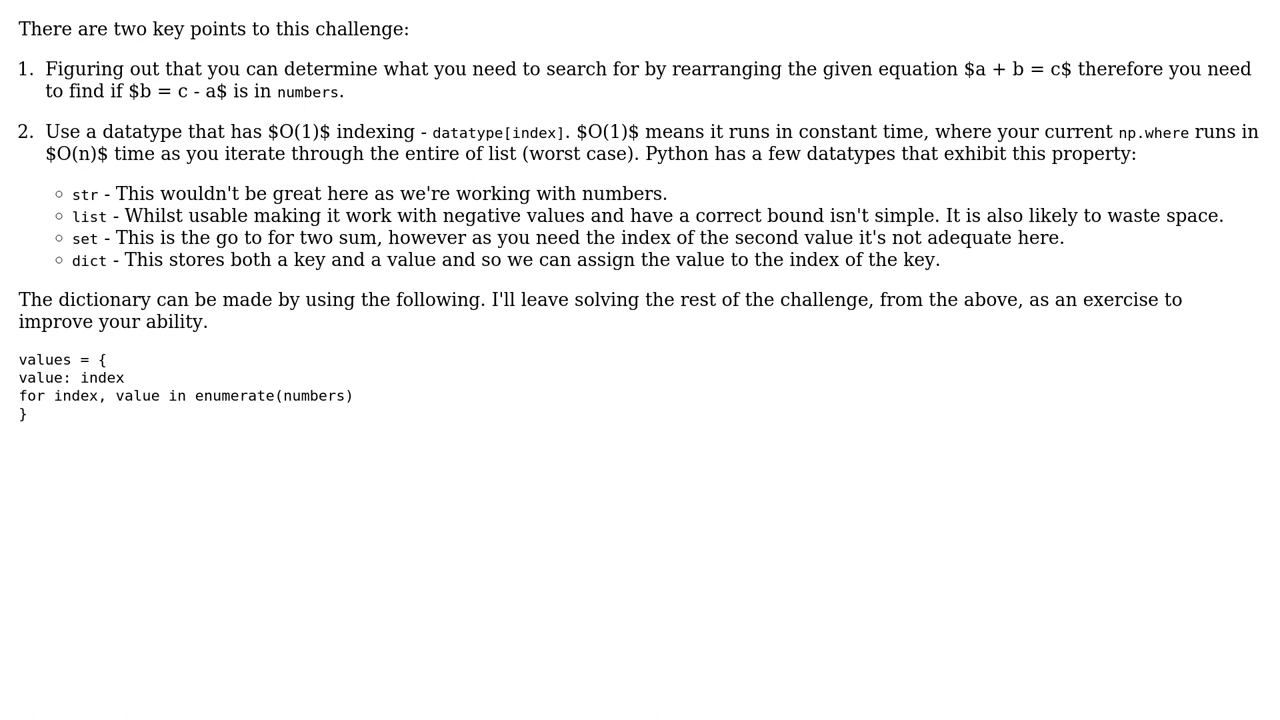 There are two key points to this challenge:
1. Figuring out that you can determine what you need to search for by rearranging the given equation $a + b = c$ therefore you need
to find if $b = c - a$ is in numbers.
2. Use a datatype that has $O(1)$ indexing - datatype[index]. $O(1)$ means it runs in constant time, where your current np.where runs in
$O(n)$ time as you iterate through the entire of list (worst case). Python has a few datatypes that exhibit this property:
◦ str - This wouldn't be great here as we're working with numbers.
◦ list - Whilst usable making it work with negative values and have a correct bound isn't simple. It is also likely to waste space.
◦ set - This is the go to for two sum, however as you need the index of the second value it's not adequate here.
◦ dict - This stores both a key and a value and so we can assign the value to the index of the key.
The dictionary can be made by using the following. I'll leave solving the rest of the challenge, from the above, as an exercise to
improve your ability.
values = {
value: index
for index, value in enumerate(numbers)
}